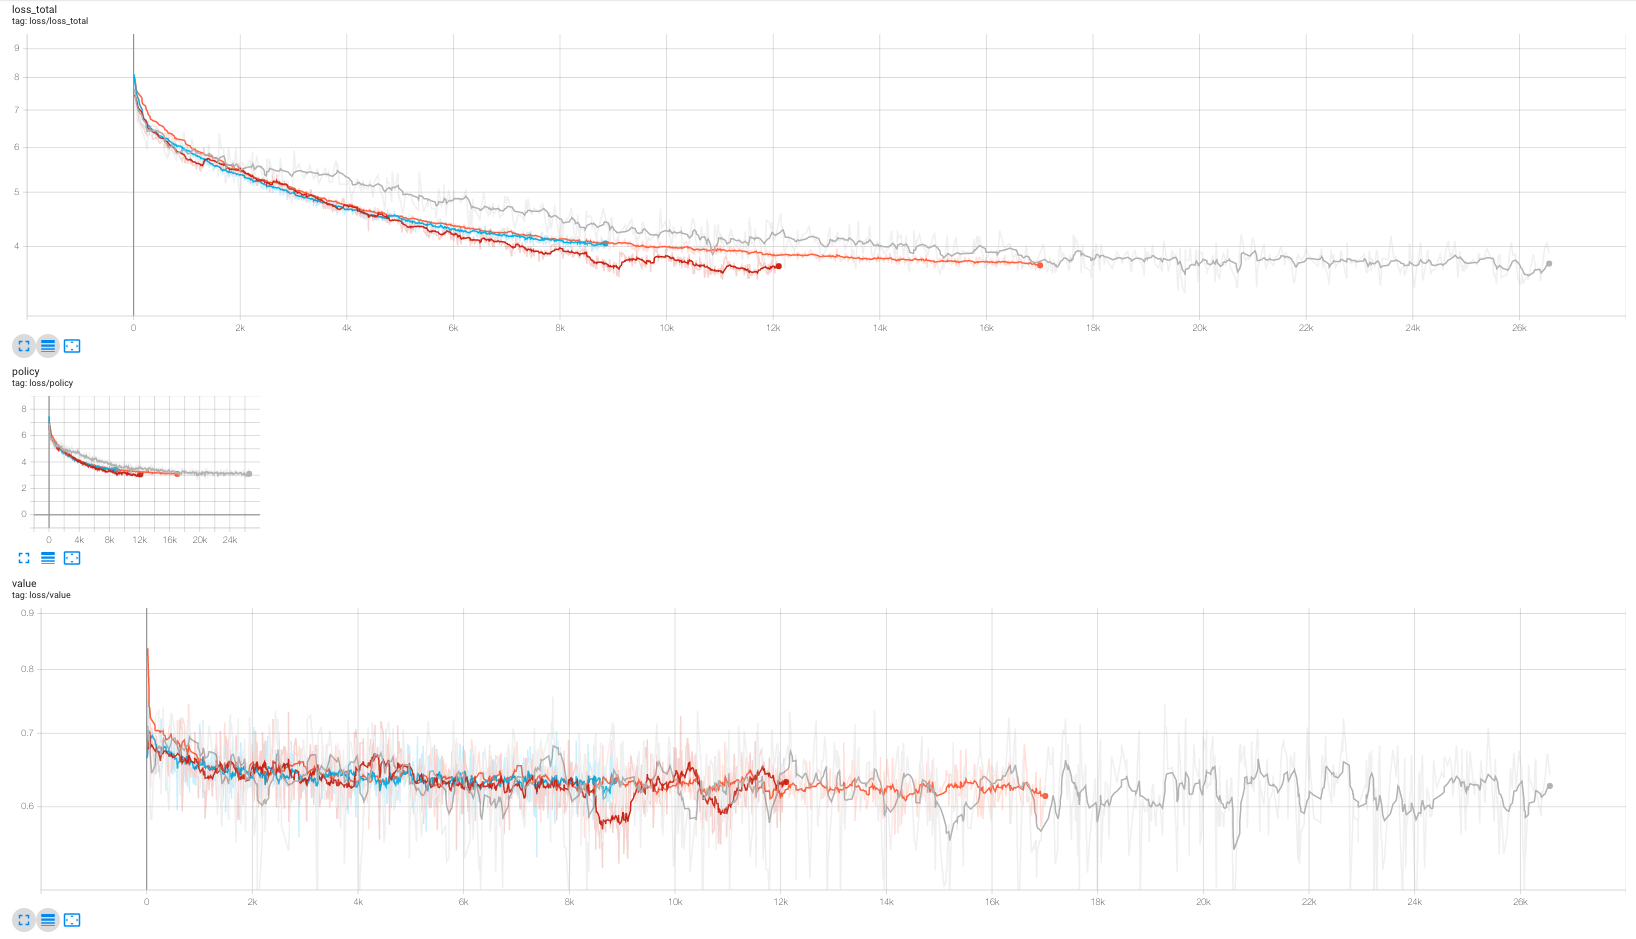 loss_total
tag: loss/loss_total
9
8
7
6
5
4
0 2k 4k 6k 8k 10k 12k 14k 16k 18k 20k 22k 24k 26k
policy
tag: loss/policy
8
6
4
2
0
0 4k 8k 12k 16k 20k 24k
value
tag: loss/value
0.9
0.8
0.7
0.6
0 2k 4k 6k 8k 10k 12k 14k 16k 18k 20k 22k 24k 26k